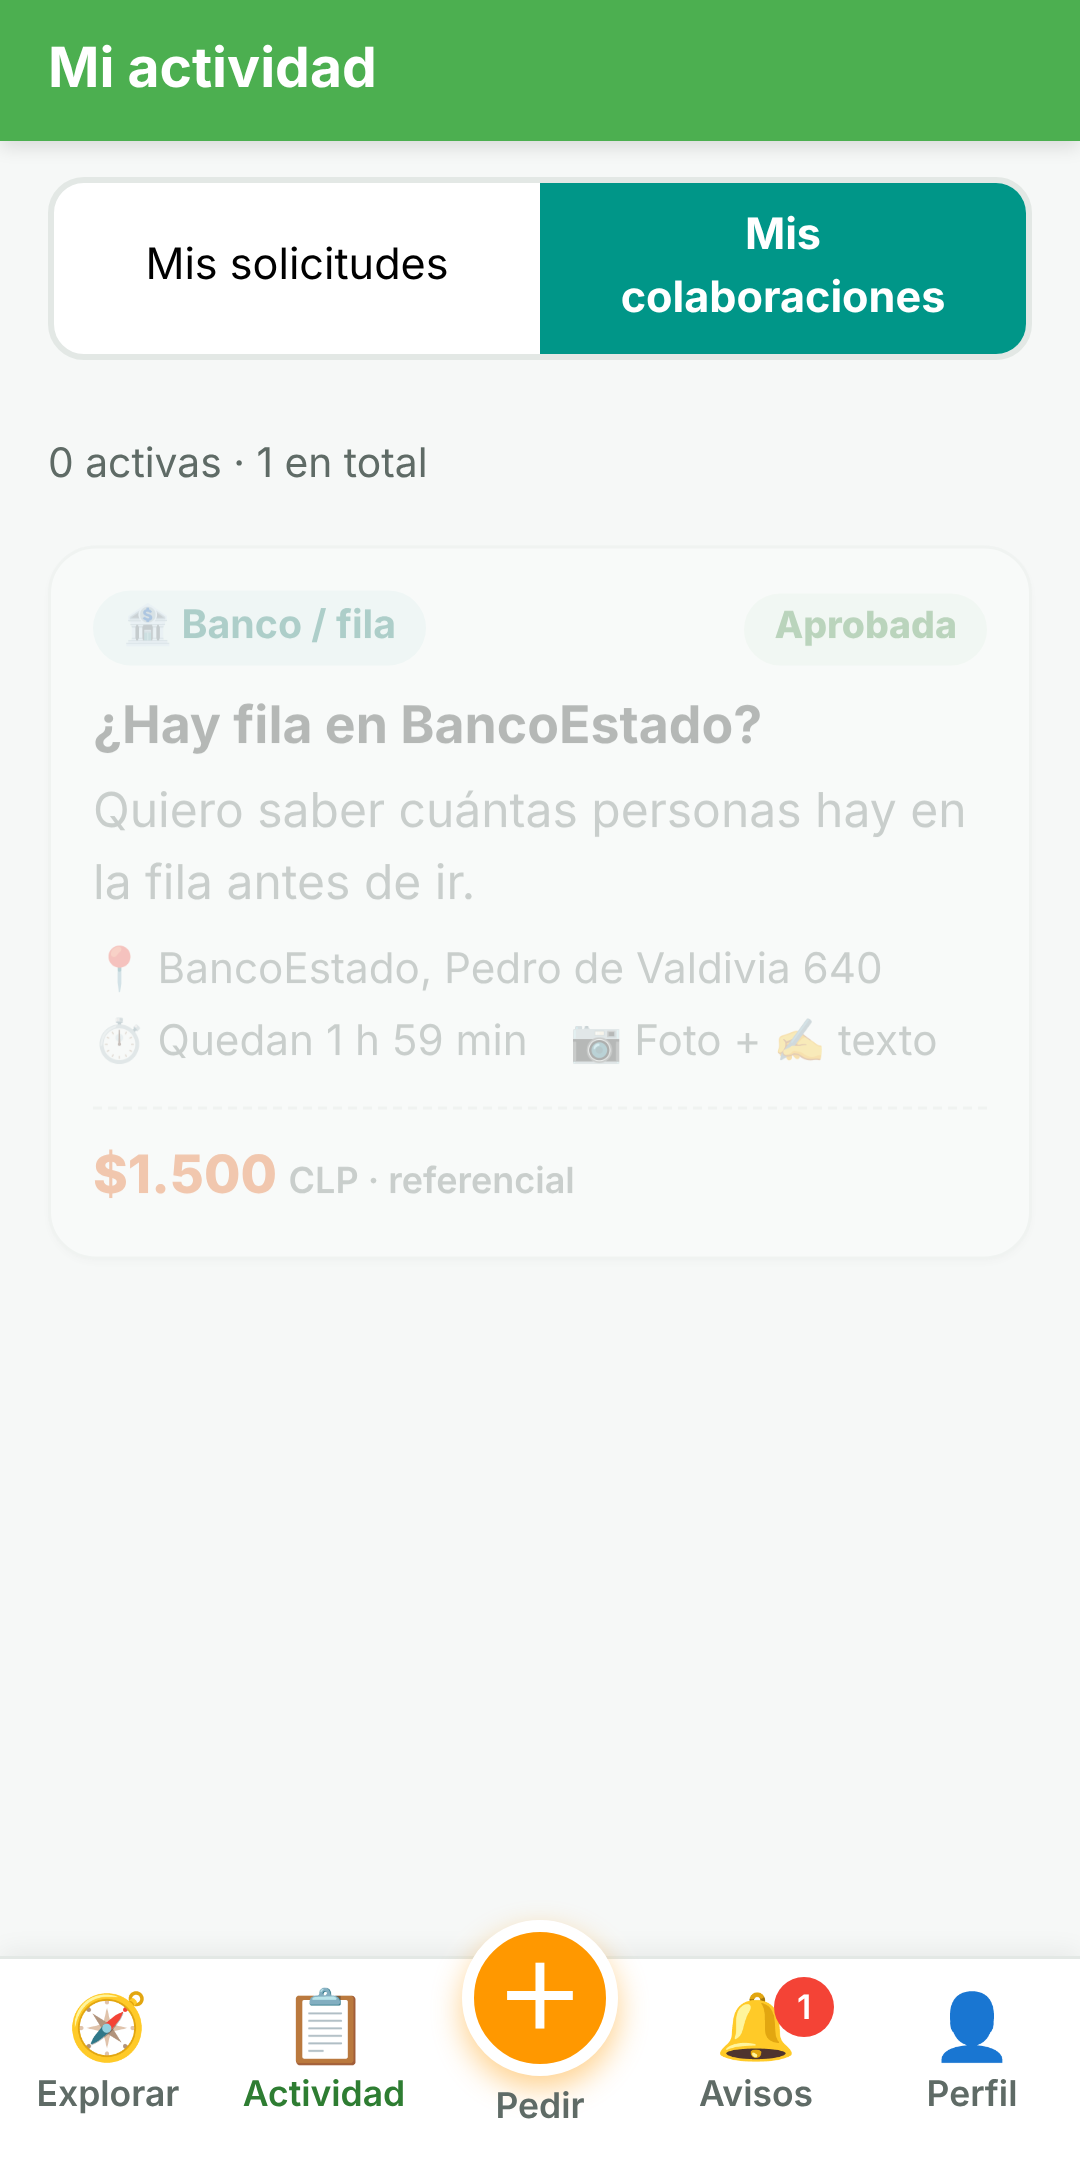 Mi actividad
Mis solicitudes
Mis
colaboraciones
0 activas · 1 en total
Banco / fila
Aprobada
¿Hay fila en BancoEstado?
Quiero saber cuántas personas hay en
la fila antes de ir.
BancoEstado, Pedro de Valdivia 640
Quedan 1 h 59 min Foto + texto
$1.500 CLP · referencial
1
Explorar
Actividad
Pedir
Avisos
Perfil